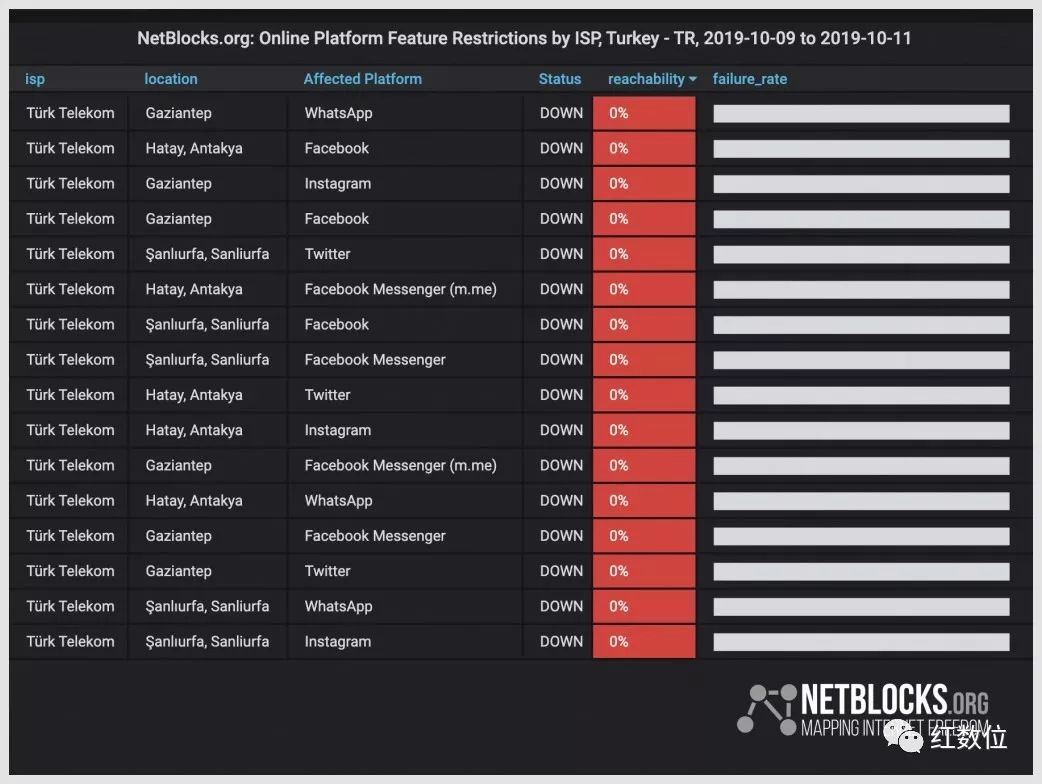 NetBlocks.org: Online Platform Feature Restrictions by ISP, Turkey - TR, 2019-10-09 to 2019-10-11
isp location Affected Platform Status reachability failure_rate
Türk Telekom Gaziantep WhatsApp DOWN 0%
Türk Telekom Hatay, Antakya Facebook DOWN 0%
Türk Telekom Gaziantep Instagram DOWN 0%
Türk Telekom Gaziantep Facebook DOWN 0%
Türk Telekom Şanlıurfa, Sanliurfa Twitter DOWN 0%
Türk Telekom Hatay, Antakya Facebook Messenger (m.me) DOWN 0%
Türk Telekom Şanlıurfa, Sanliurfa Facebook DOWN 0%
Türk Telekom Şanlıurfa, Sanliurfa Facebook Messenger DOWN 0%
Türk Telekom Hatay, Antakya Twitter DOWN 0%
Türk Telekom Hatay, Antakya Instagram DOWN 0%
Türk Telekom Gaziantep Facebook Messenger (m.me) DOWN 0%
Türk Telekom Hatay, Antakya WhatsApp DOWN 0%
Türk Telekom Gaziantep Facebook Messenger DOWN 0%
Türk Telekom Gaziantep Twitter DOWN 0%
Türk Telekom Şanlıurfa, Sanliurfa WhatsApp DOWN 0%
Türk Telekom Şanlıurfa, Sanliurfa Instagram DOWN 0%
NETBLOCKS.ORG
MAPPING INTERNET FREEDOM
红数位